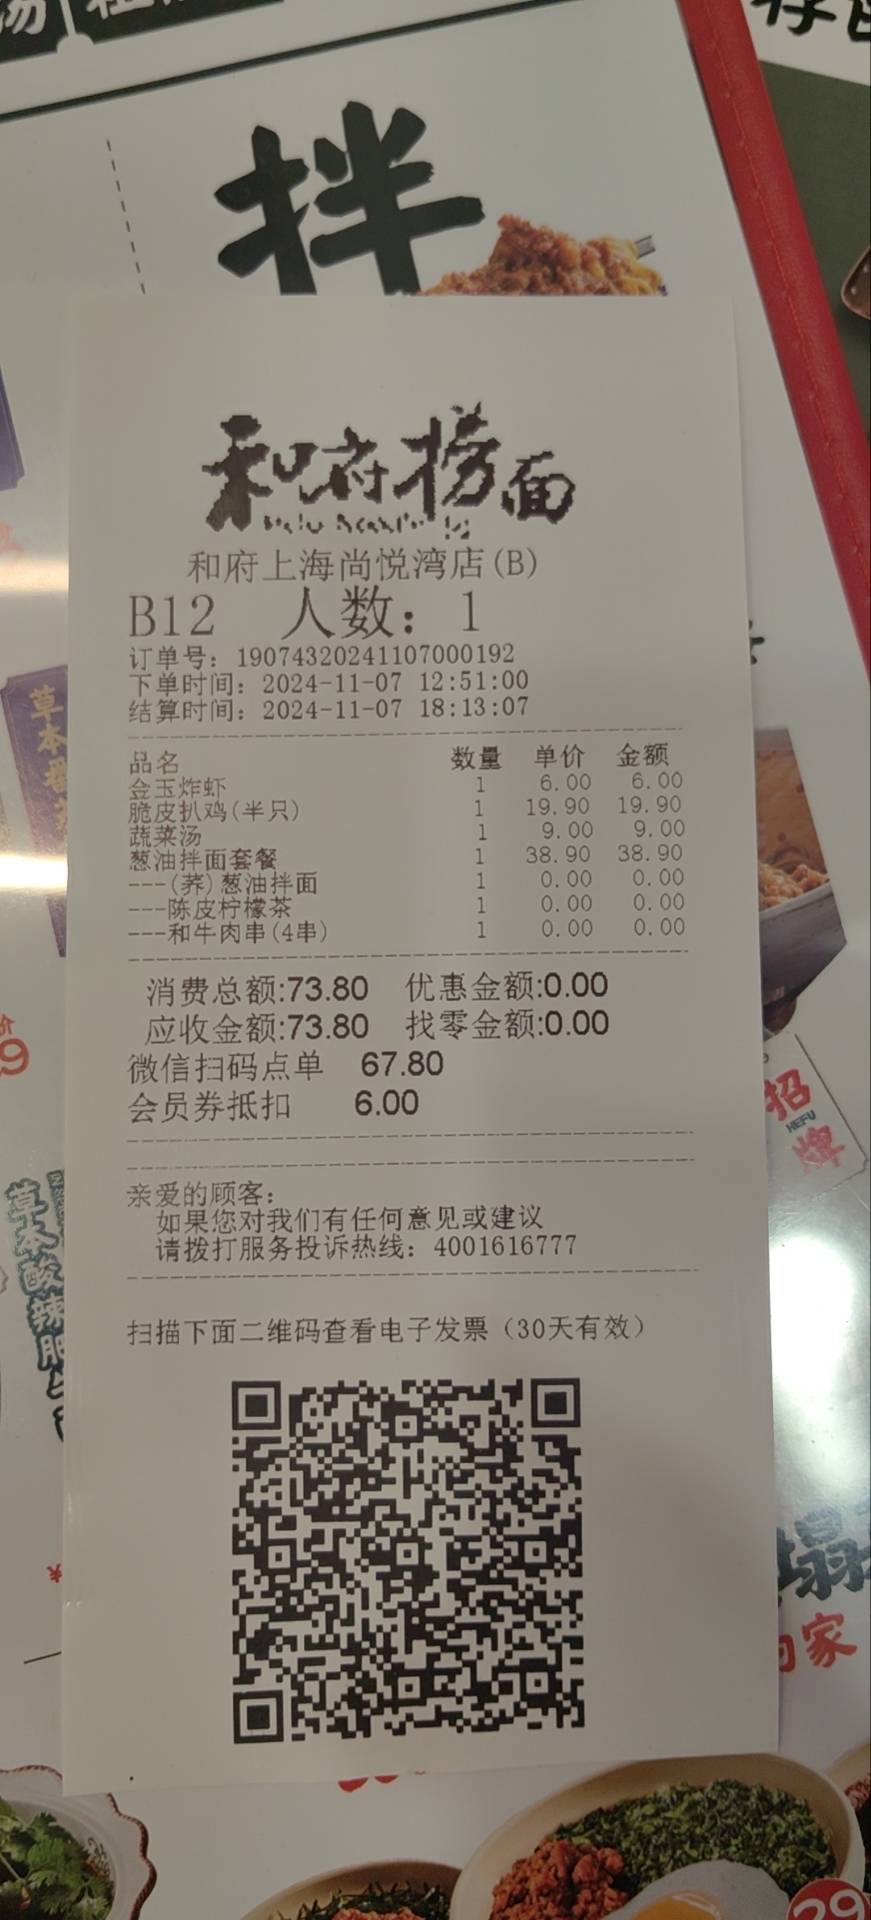 拌
和府捞面
和府上海尚悦湾店(B)
B12 人数：1
订单号：19074320241107000192
下单时间：2024-11-07 12:51:00
结算时间：2024-11-07 18:13:07
品名 数量 单价 金额
金玉炸虾 1 6.00 6.00
脆皮扒鸡(半只) 1 19.90 19.90
蔬菜汤 1 9.00 9.00
葱油拌面套餐 1 38.90 38.90
---(荞)葱油拌面 1 0.00 0.00
---陈皮柠檬茶 1 0.00 0.00
---和牛肉串(4串) 1 0.00 0.00
消费总额:73.80 优惠金额:0.00
应收金额:73.80 找零金额:0.00
微信扫码点单 67.80
会员券抵扣 6.00
亲爱的顾客：
如果您对我们有任何意见或建议
请拨打服务投诉热线：4001616777
扫描下面二维码查看电子发票（30天有效）
草本
招牌
HEFU
草本酸辣肥
家
29